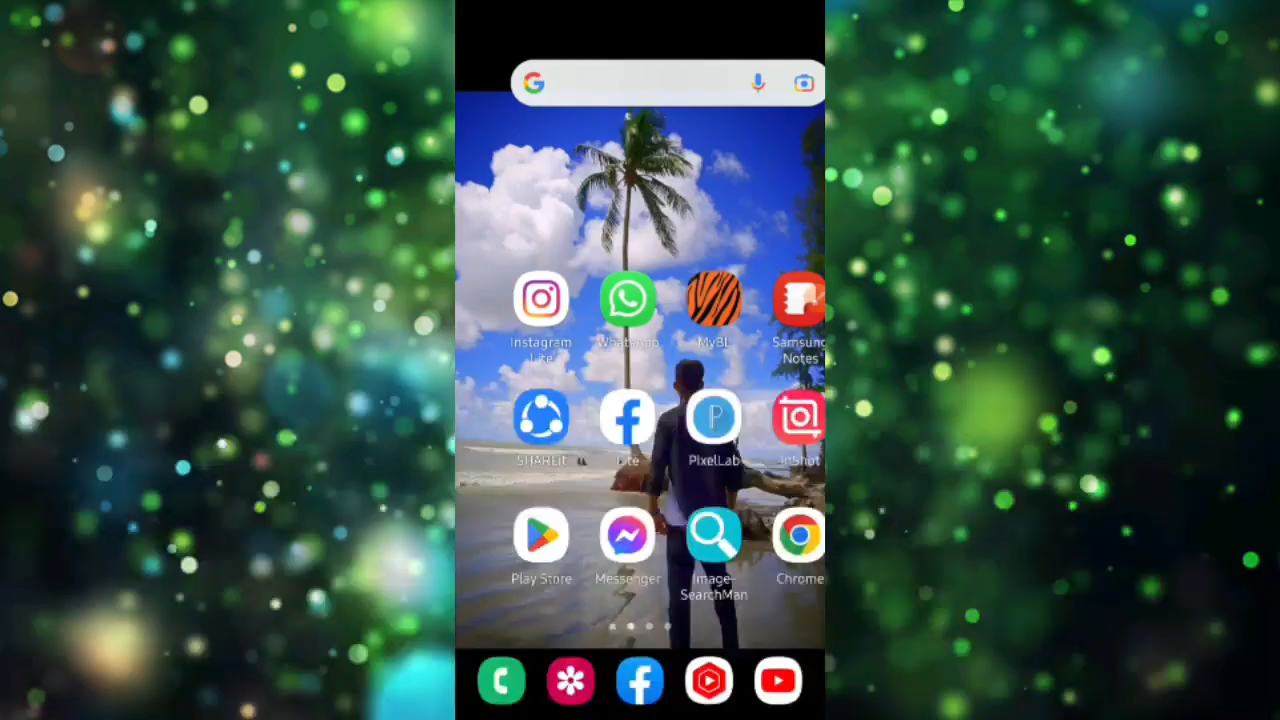 Instagram Lite
WhatsApp
MyBL
Samsung Notes
SHAREit
Lite
PixelLab
InShot
Play Store
Messenger
Image-SearchMan
Chrome